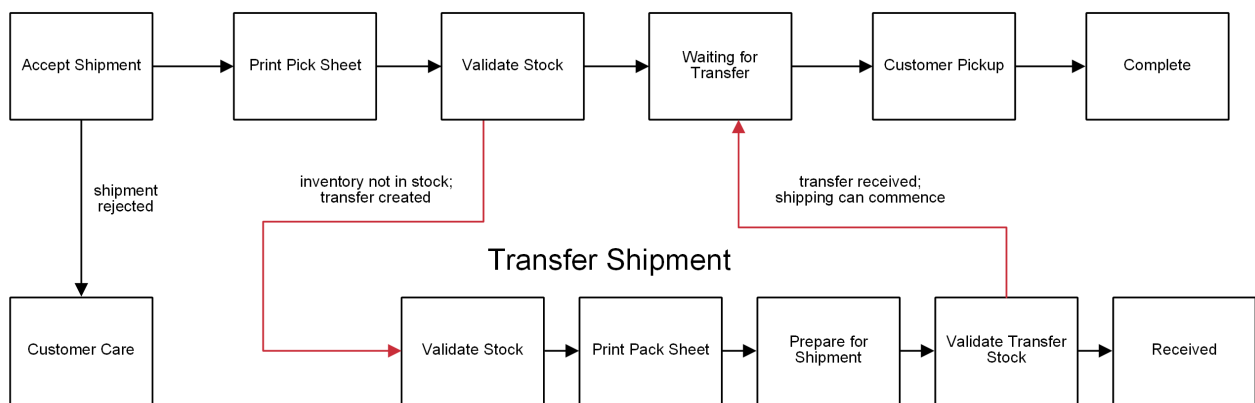 Accept Shipment
Print Pick Sheet
Validate Stock
Waiting for
Transfer
Customer Pickup
Complete
shipment
rejected
inventory not in stock;
transfer created
transfer received;
shipping can commence
Transfer Shipment
Customer Care
Validate Stock
Print Pack Sheet
Prepare for
Shipment
Validate Transfer
Stock
Received